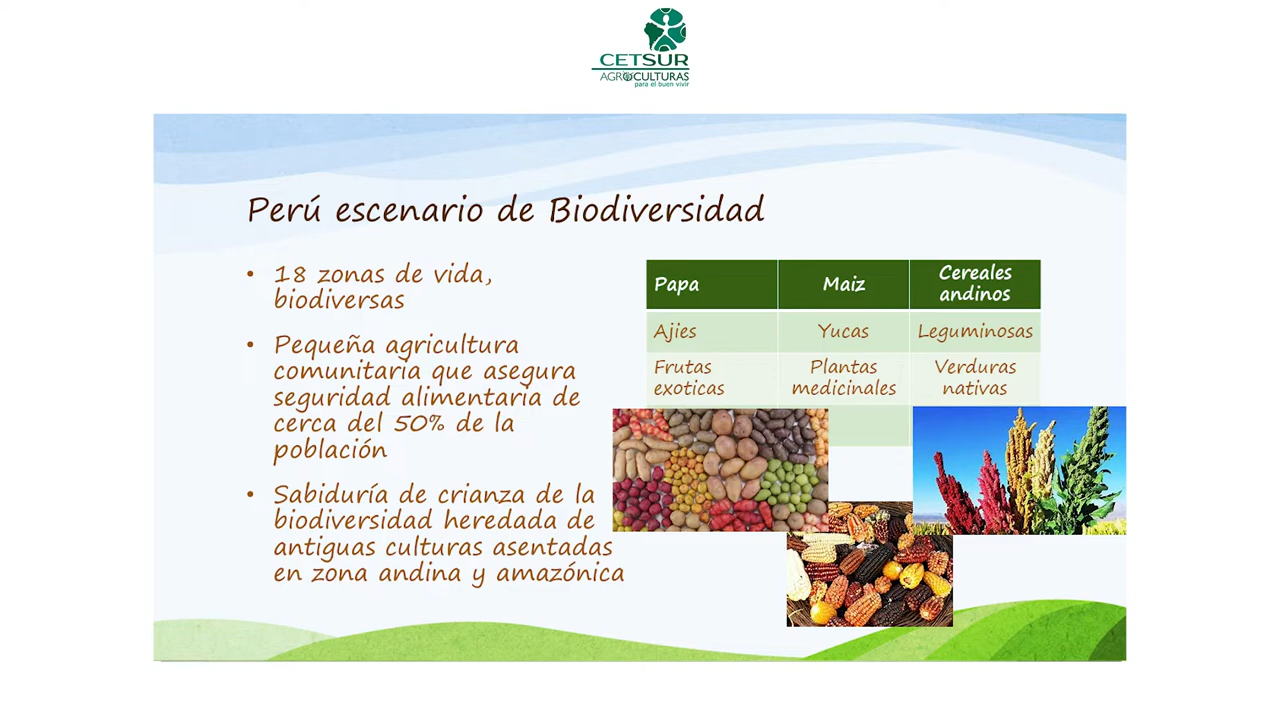 CETSUR
AGROCULTURAS
para el buen vivir
Perú escenario de Biodiversidad
• 18 zonas de vida,
biodiversas
• Pequeña agricultura
comunitaria que asegura
seguridad alimentaria de
cerca del 50% de la
población
• Sabiduría de crianza de la
biodiversidad heredada de
antiguas culturas asentadas
en zona andina y amazónica
Papa Maiz Cereales
andinos
Ajies Yucas Leguminosas
Frutas Plantas Verduras
exoticas medicinales nativas